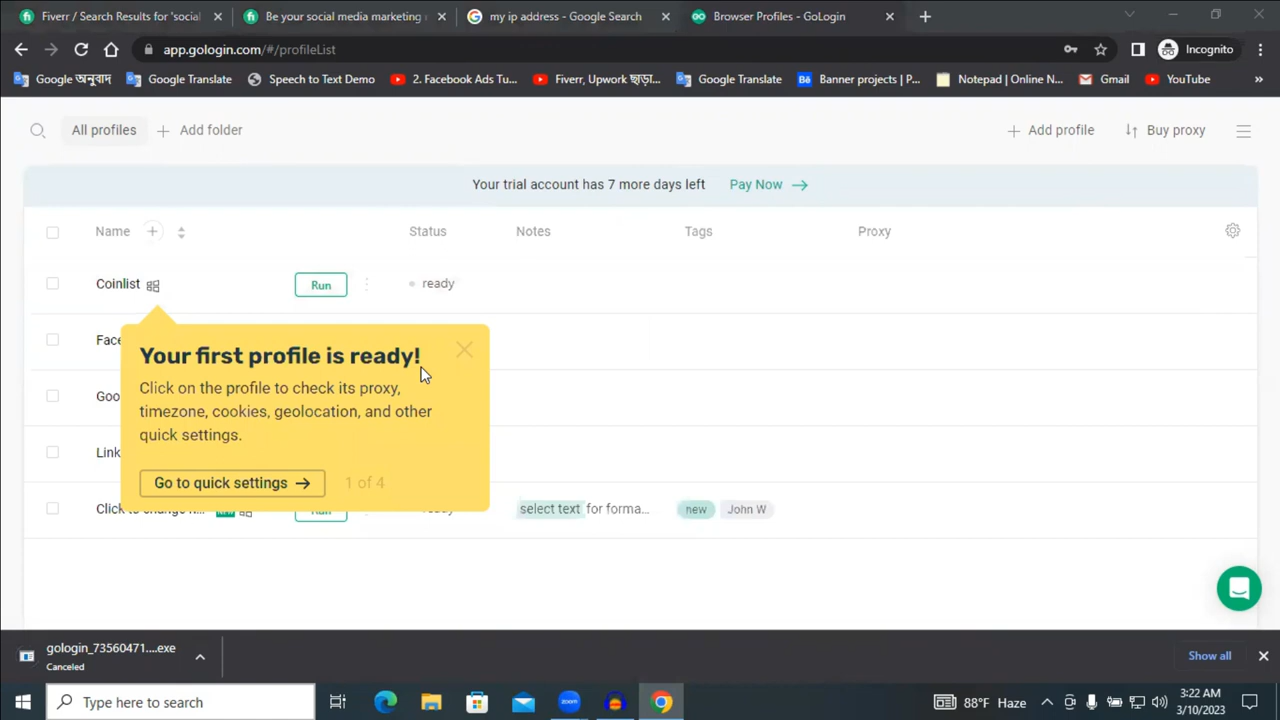 Fiverr / Search Results for 'social
Be your social media marketing
my ip address - Google Search
Browser Profiles - GoLogin
app.gologin.com/#/profileList
Incognito
Google অনুবাদ
Google Translate
Speech to Text Demo
2. Facebook Ads Tu...
Fiverr, Upwork ছাড়া...
Google Translate
Banner projects | P...
Notepad | Online N...
Gmail
YouTube
All profiles
Add folder
Add profile
Buy proxy
Your trial account has 7 more days left
Pay Now
Name
Status
Notes
Tags
Proxy
Coinlist
Run
ready
Face
Your first profile is ready!
Click on the profile to check its proxy,
timezone, cookies, geolocation, and other
quick settings.
Goo
Link
Go to quick settings
1 of 4
select text for forma...
new
John W
gologin_73560471....exe
Canceled
Show all
Type here to search
88°F Haze
3:22 AM
3/10/2023